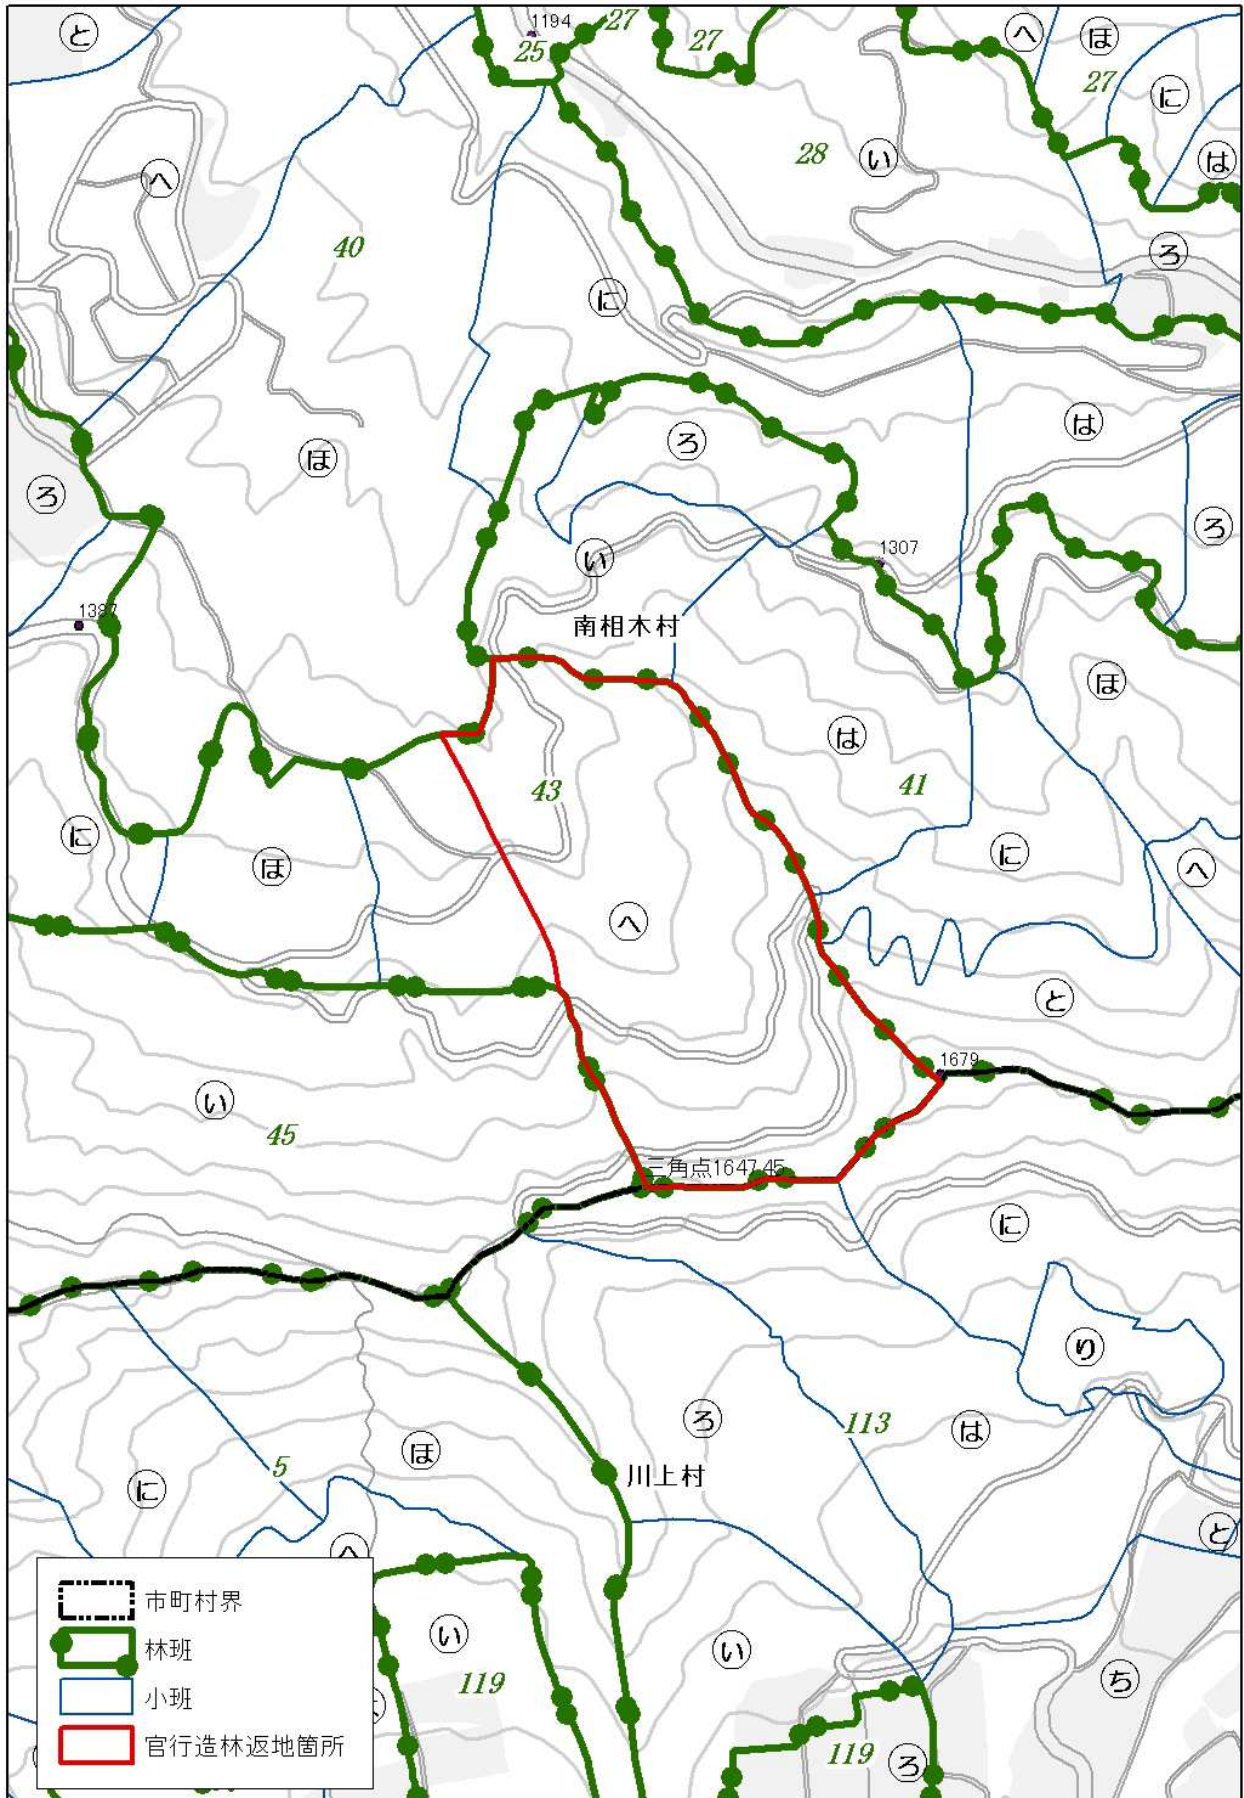 と
1194
27
27
25
へ
ほ
27
に
28
い
は
へ
40
ろ
に
は
ほ
ろ
ろ
ろ
い
1307
1387
南相木村
ほ
は
43
41
に
ほ
に
へ
へ
と
1679
い
45
三角点1647.45
に
り
ろ
113
は
ほ
5
に
川上村
と
へ
市町村界
林班
小班
官行造林返地箇所
い
119
い
ち
119
ろ